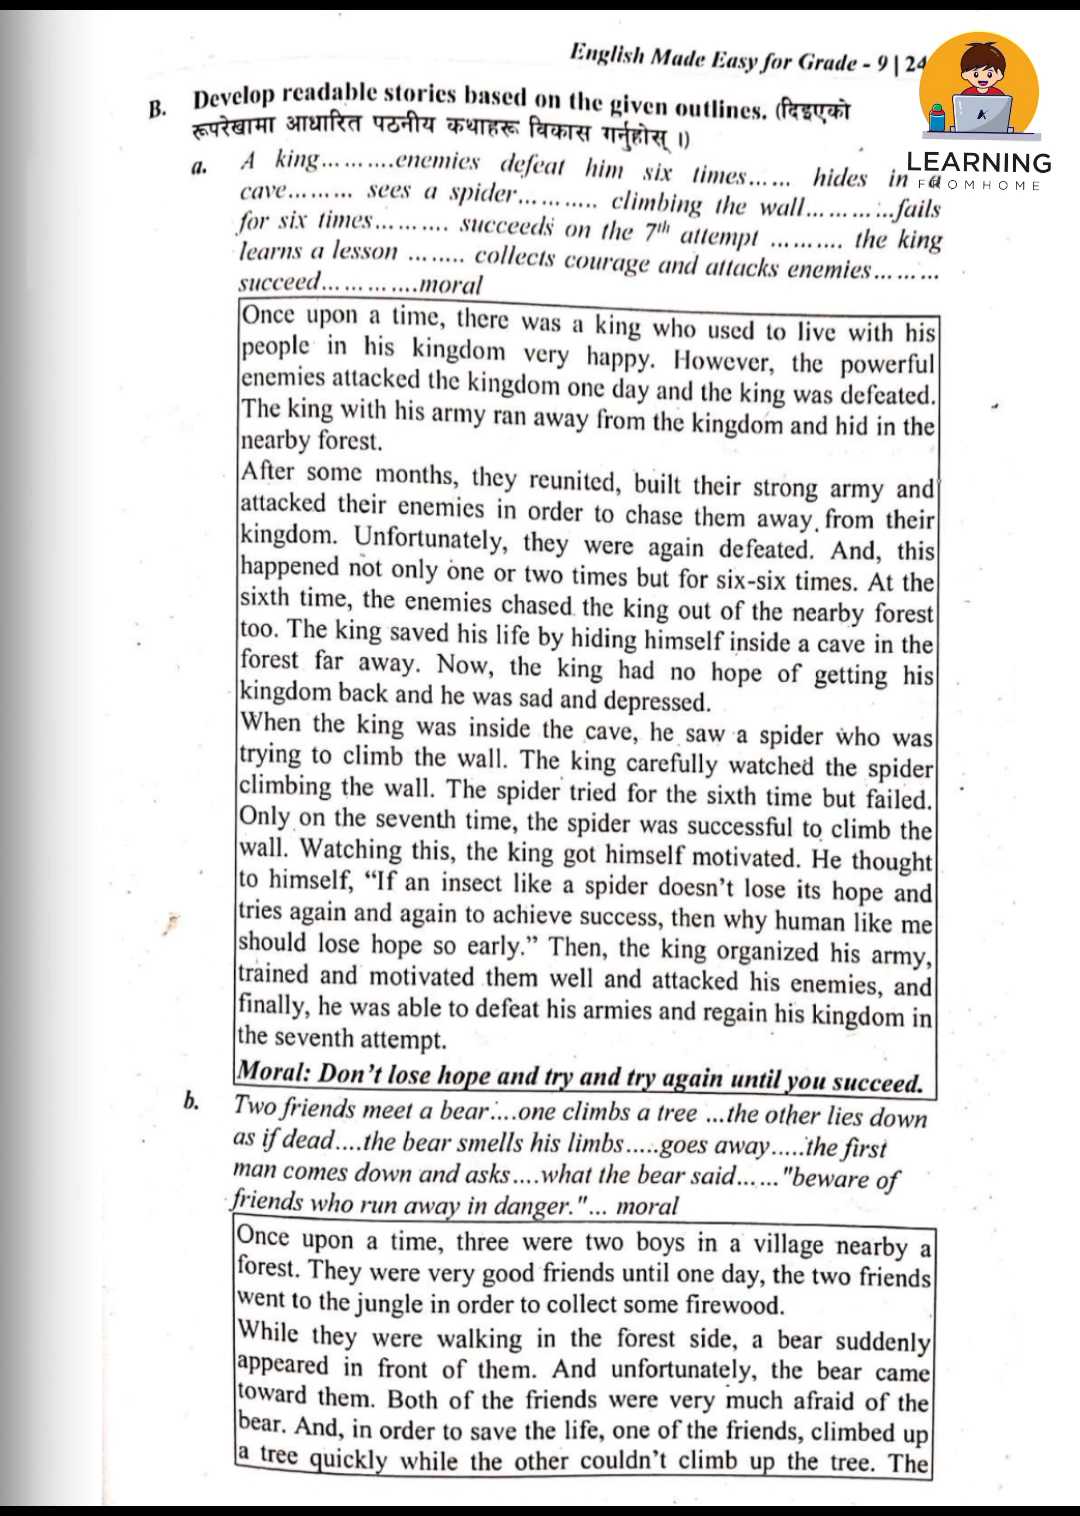 English Made Easy for Grade - 9 | 24
LEARNING
FROMHOME
B. Develop readable stories based on the given outlines. (दिइएको
रूपरेखामा आधारित पठनीय कथाहरू विकास गर्नुहोस् ।)
a. A king... ... ...enemies defeat him six times... ... hides in a
cave... ... ... sees a spider... ... ... ... climbing the wall... ... ... ...fails
for six times... ... ... ... succeeds on the 7th attempt ... ... ... ... the king
learns a lesson ... ... ... collects courage and attacks enemies... ... ...
succeed... ... ... ...moral
Once upon a time, there was a king who used to live with his
people in his kingdom very happy. However, the powerful
enemies attacked the kingdom one day and the king was defeated.
The king with his army ran away from the kingdom and hid in the
nearby forest.
After some months, they reunited, built their strong army and
attacked their enemies in order to chase them away from their
kingdom. Unfortunately, they were again defeated. And, this
happened not only one or two times but for six-six times. At the
sixth time, the enemies chased the king out of the nearby forest
too. The king saved his life by hiding himself inside a cave in the
forest far away. Now, the king had no hope of getting his
kingdom back and he was sad and depressed.
When the king was inside the cave, he saw a spider who was
trying to climb the wall. The king carefully watched the spider
climbing the wall. The spider tried for the sixth time but failed.
Only on the seventh time, the spider was successful to climb the
wall. Watching this, the king got himself motivated. He thought
to himself, “If an insect like a spider doesn’t lose its hope and
tries again and again to achieve success, then why human like me
should lose hope so early.” Then, the king organized his army,
trained and motivated them well and attacked his enemies, and
finally, he was able to defeat his armies and regain his kingdom in
the seventh attempt.
Moral: Don’t lose hope and try and try again until you succeed.
b. Two friends meet a bear....one climbs a tree ...the other lies down
as if dead....the bear smells his limbs.....goes away.....the first
man comes down and asks....what the bear said... ..."beware of
friends who run away in danger."... moral
Once upon a time, three were two boys in a village nearby a
forest. They were very good friends until one day, the two friends
went to the jungle in order to collect some firewood.
While they were walking in the forest side, a bear suddenly
appeared in front of them. And unfortunately, the bear came
toward them. Both of the friends were very much afraid of the
bear. And, in order to save the life, one of the friends, climbed up
a tree quickly while the other couldn’t climb up the tree. The